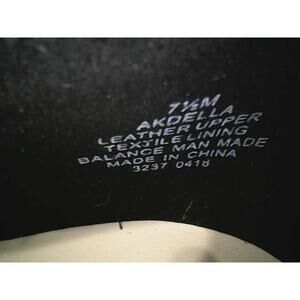 7½M
AKDELLA
LEATHER UPPER
TEXTILE LINING
BALANCE MAN MADE
MADE IN CHINA
3237 0418